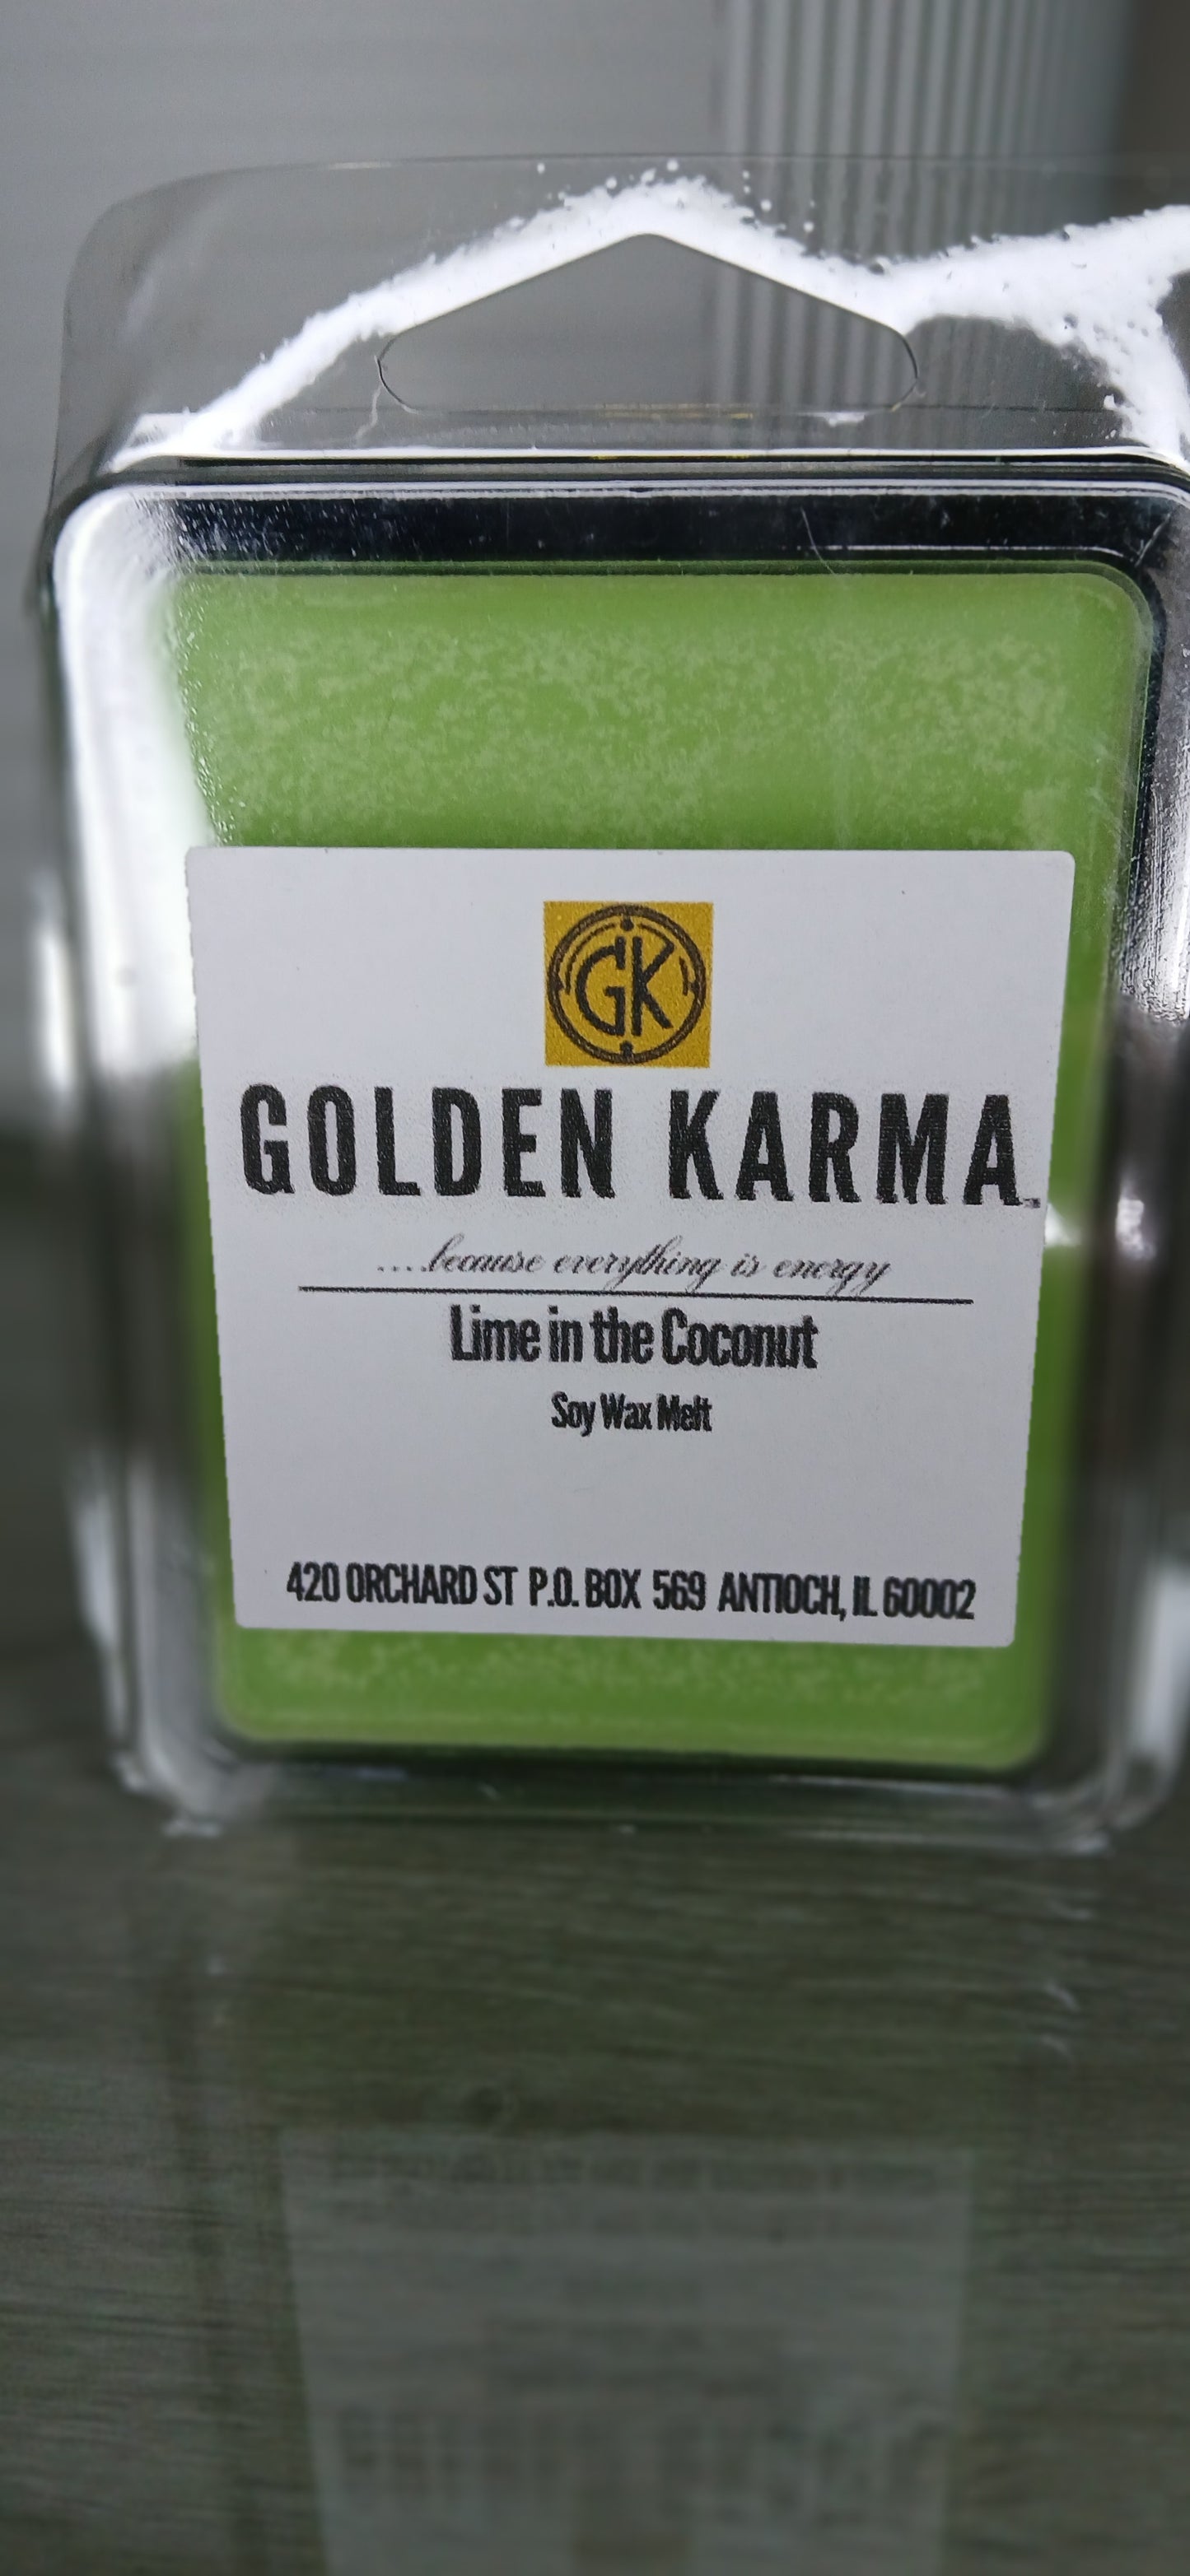 GK
GOLDEN KARMA™
....because everything is energy
Lime in the Coconut
Soy Wax Melt
420 ORCHARD ST P.O. BOX 569 ANTIOCH, IL 60002